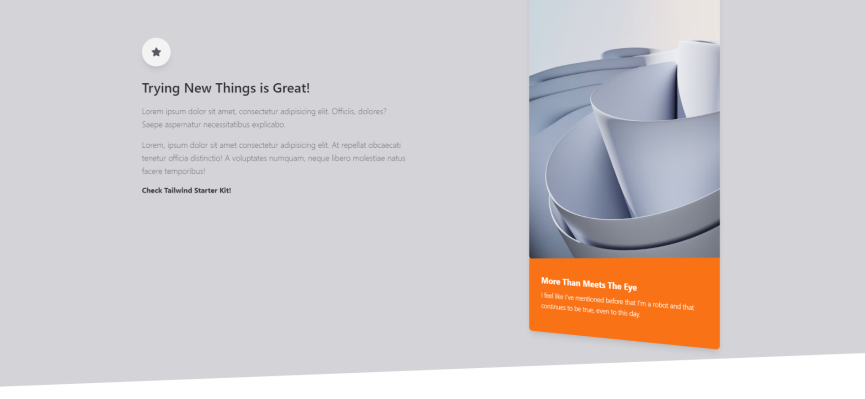 Trying New Things is Great!
Lorem ipsum dolor sit amet, consectetur adipisicing elit. Officiis, dolores?
Saepe aspernatur necessitatibus explicabo.
Lorem, ipsum dolor sit amet consectetur adipisicing elit. At repellat obcaecati
tenetur officia distinctio! A voluptates numquam, neque libero molestiae natus
facere temporibus!
Check Tailwind Starter Kit!
More Than Meets The Eye
I feel like I've mentioned before that I'm a robot and that
continues to be true, even to this day.